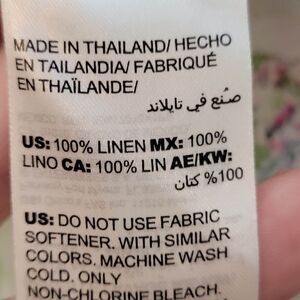 MADE IN THAILAND/ HECHO
EN TAILANDIA/ FABRIQUÉ
EN THAÏLANDE/
صنع في تايلاند
US: 100% LINEN MX: 100%
LINO CA: 100% LIN AE/KW:
100% كتان
US: DO NOT USE FABRIC
SOFTENER. WITH SIMILAR
COLORS. MACHINE WASH
COLD. ONLY
NON-CHLORINE BLEACH.